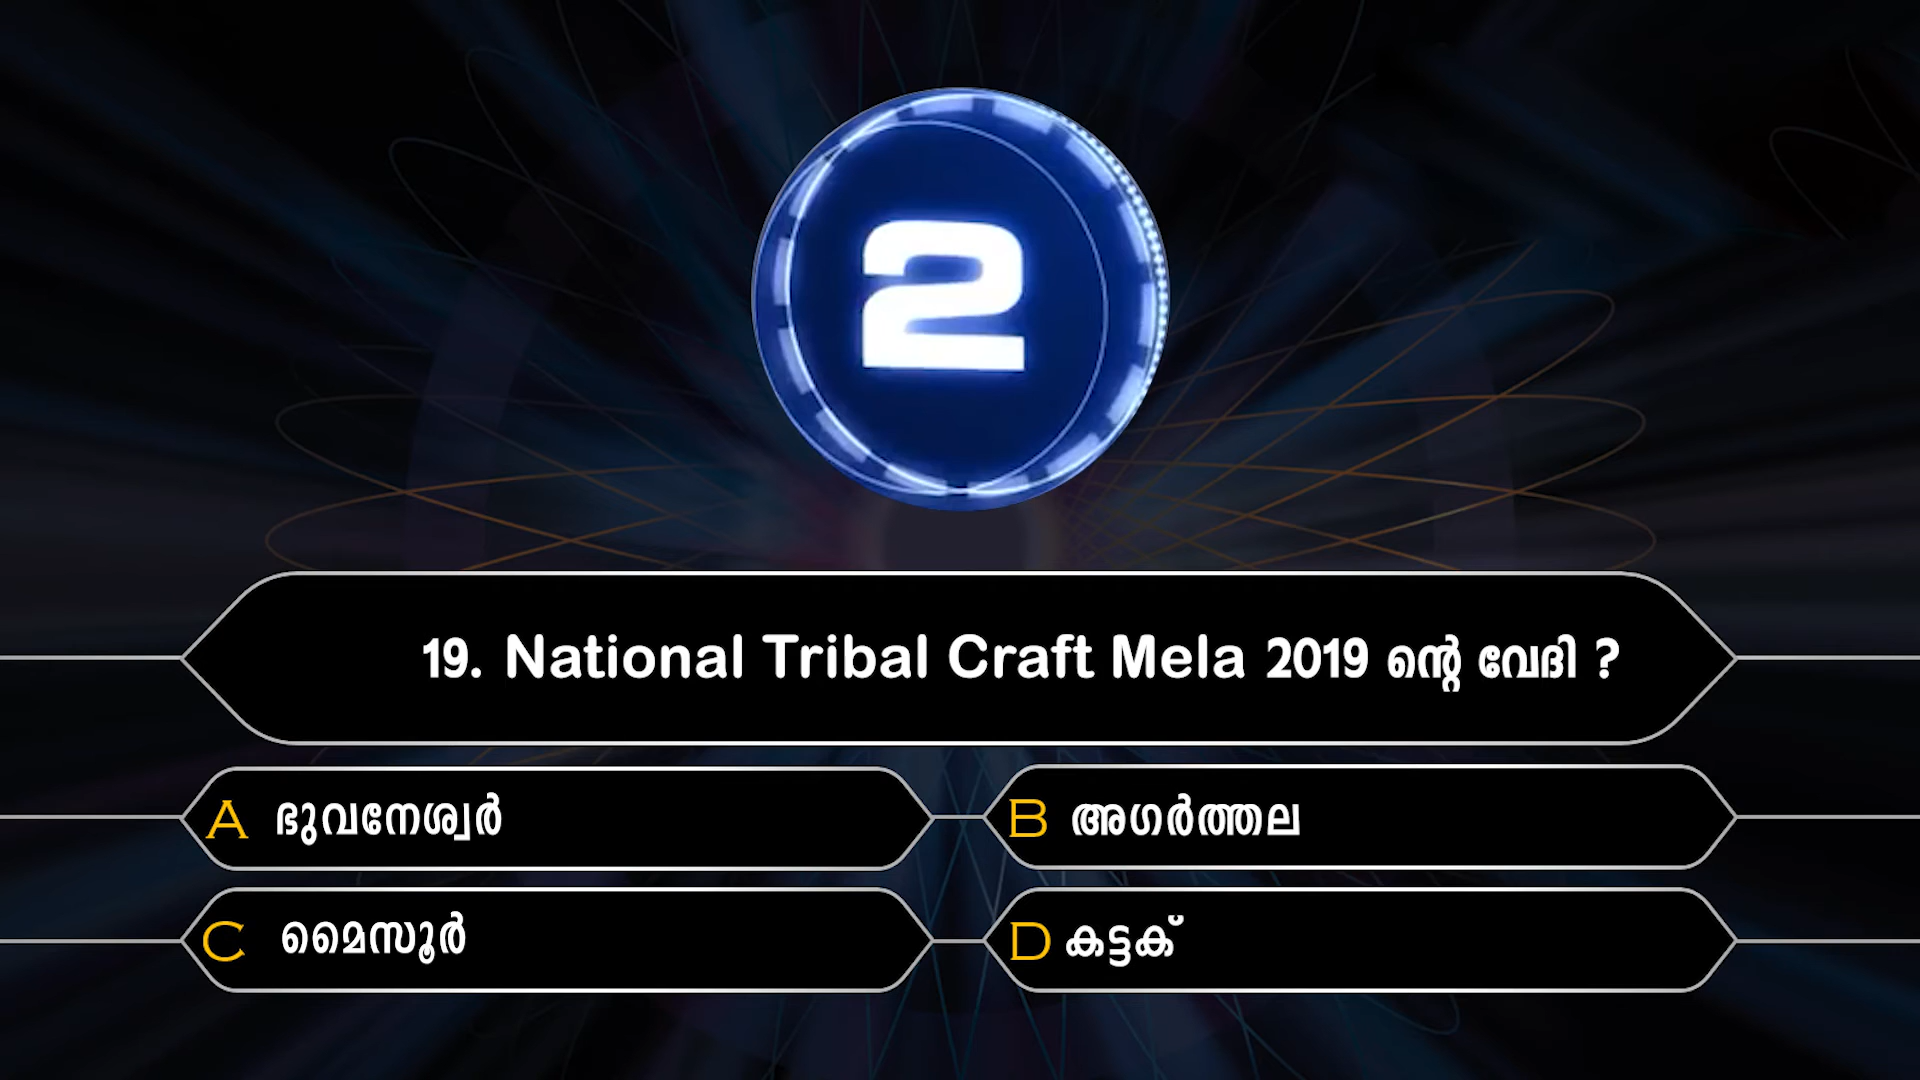 2
19. National Tribal Craft Mela 2019 ന്റെ വേദി ?
A ഭുവനേശ്വർ
B അഗർത്തല
C മൈസൂർ
D കട്ടക്